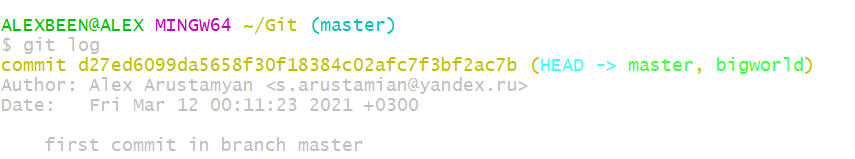 ALEXBEEN@ALEX MINGW64 ~/Git (master)
$ git log
commit d27ed6099da5658f30f18384c02afc7f3bf2ac7b (HEAD -> master, bigworld)
Author: Alex Arustamyan <s.arustamian@yandex.ru>
Date:   Fri Mar 12 00:11:23 2021 +0300

    first commit in branch master